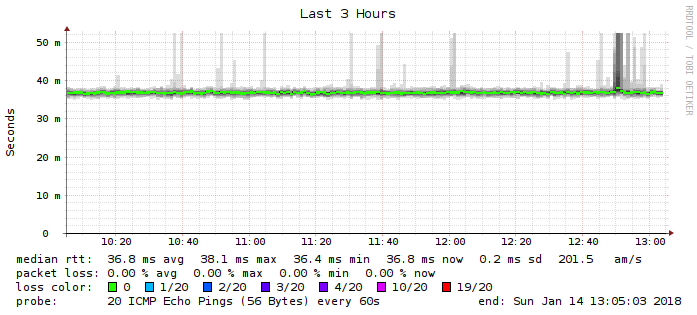 Last 3 Hours
RRDTOOL / TOBI OETIKER
Seconds
50 m
40 m
30 m
20 m
10 m
0
10:20 10:40 11:00 11:20 11:40 12:00 12:20 12:40 13:00
median rtt: 36.8 ms avg 38.1 ms max 36.4 ms min 36.8 ms now 0.2 ms sd 201.5 am/s
packet loss: 0.00 % avg 0.00 % max 0.00 % min 0.00 % now
loss color: 0 1/20 2/20 3/20 4/20 10/20 19/20
probe: 20 ICMP Echo Pings (56 Bytes) every 60s end: Sun Jan 14 13:05:03 2018